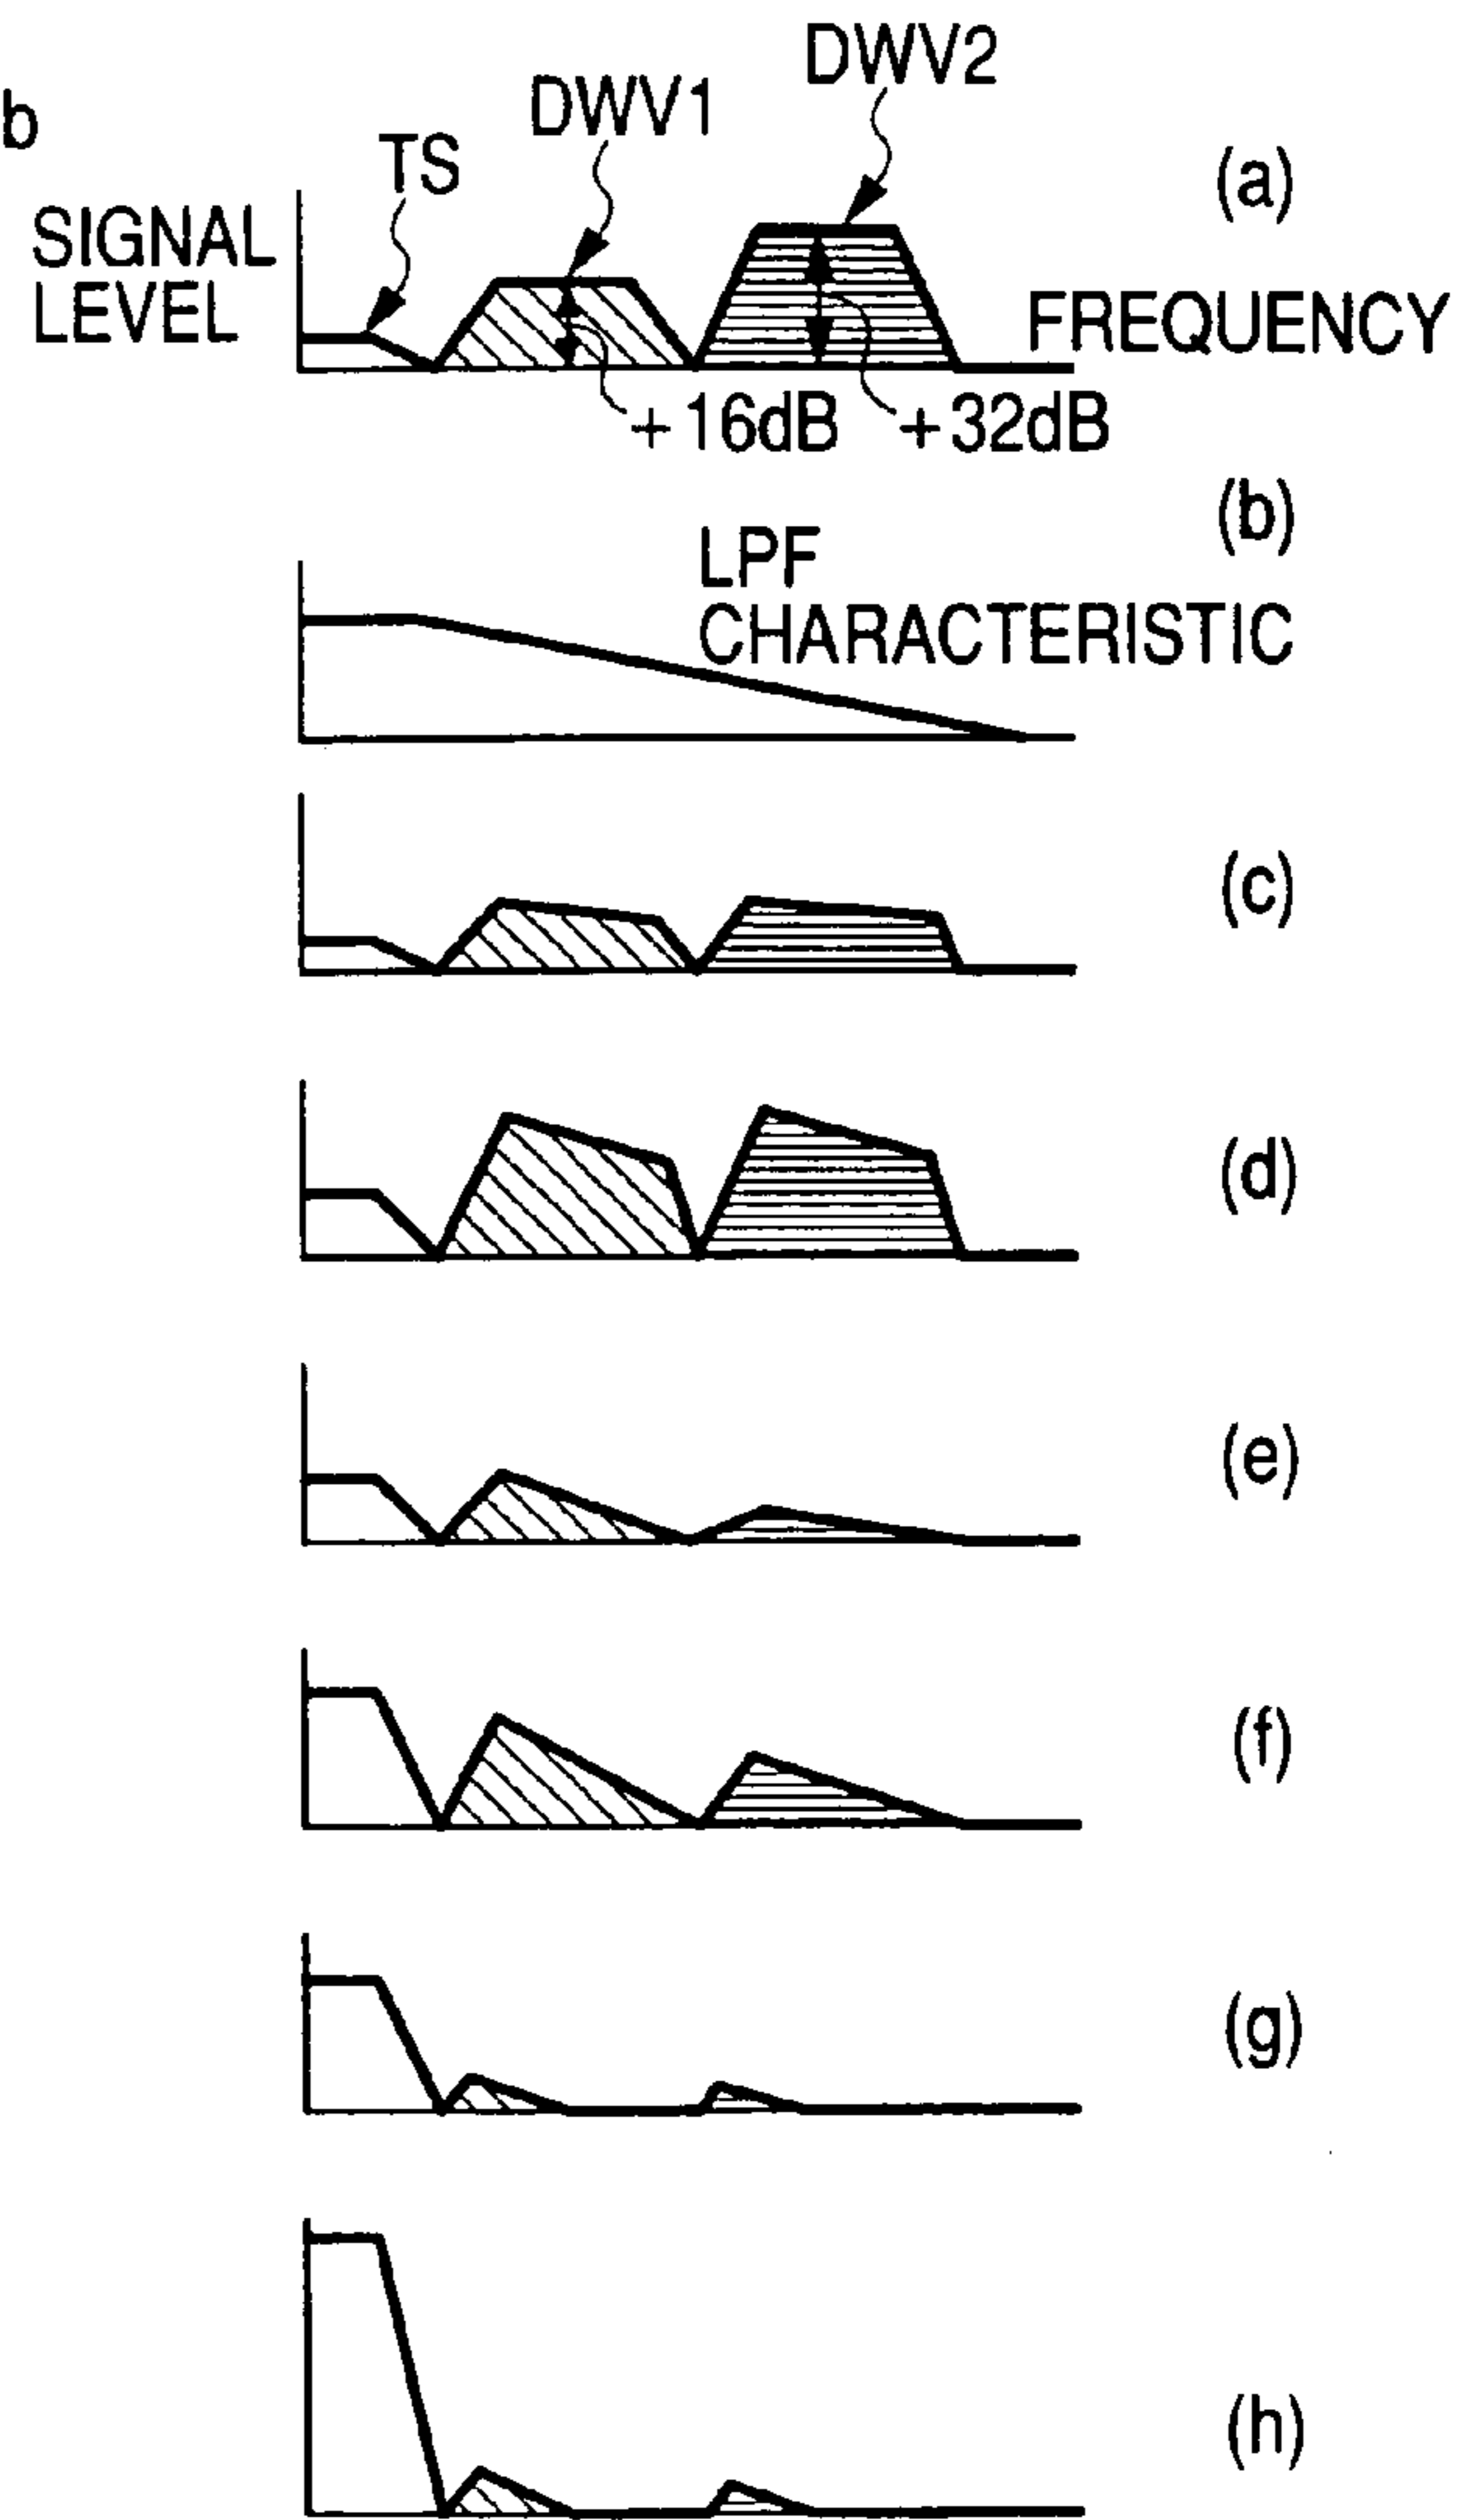 b
TS
DWV1
DWV2
(a)
SIGNAL
LEVEL
FREQUENCY
+16dB
+32dB
(b)
LPF
CHARACTERISTIC
(c)
(d)
(e)
(f)
(g)
(h)